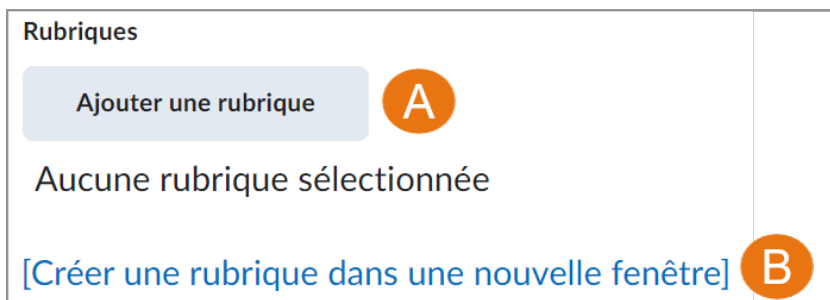 Rubriques
Ajouter une rubrique A
Aucune rubrique sélectionnée
[Créer une rubrique dans une nouvelle fenêtre] B